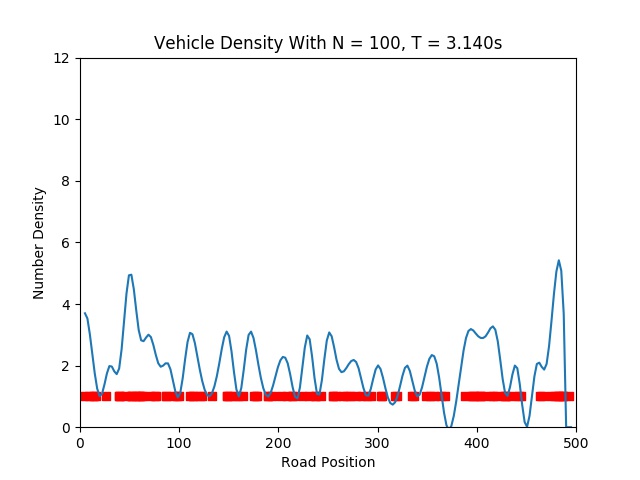 Vehicle Density With N = 100, T = 3.140s
12
10
8
6
4
2
0
Number Density
0 100 200 300 400 500
Road Position